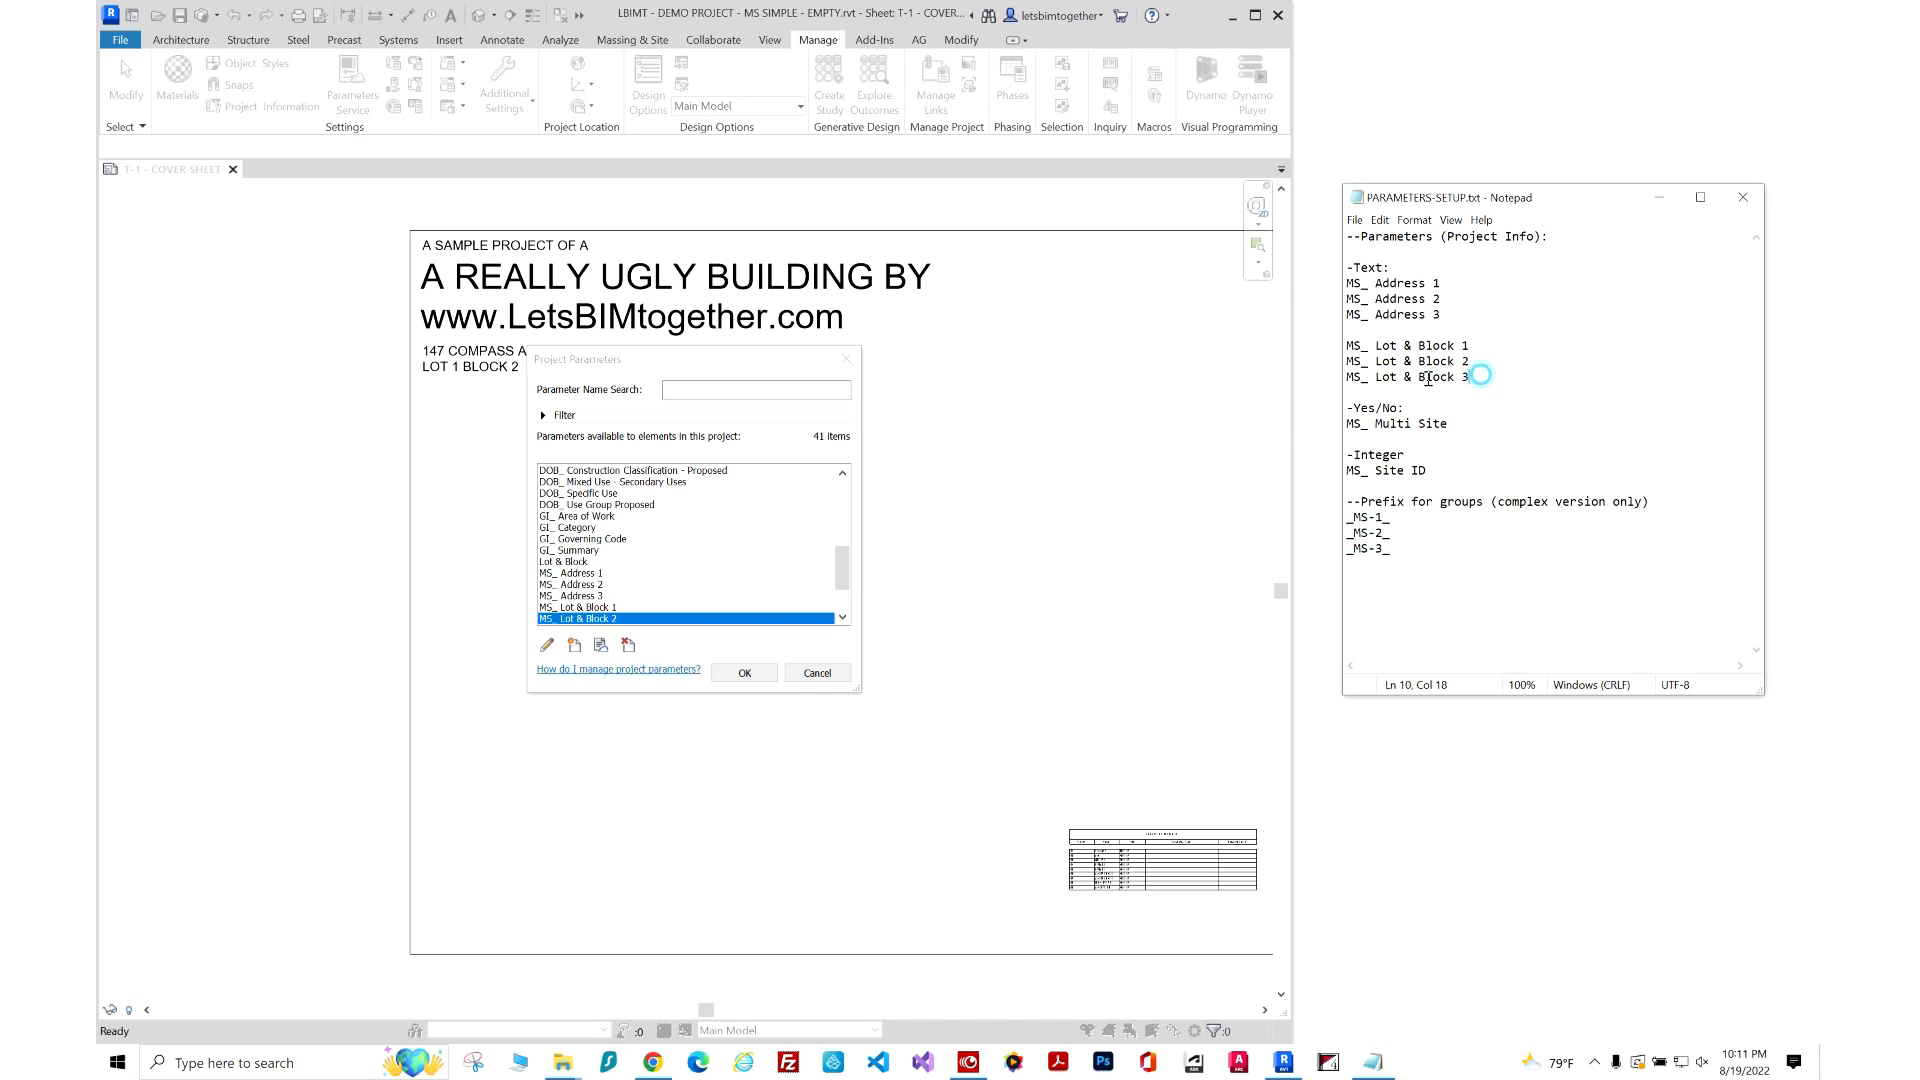 LBIMT - DEMO PROJECT - MS SIMPLE - EMPTY.rvt - Sheet: T-1 - COVER...
letsbimtogether
File Architecture Structure Steel Precast Systems Insert Annotate Analyze Massing & Site Collaborate View Manage Add-Ins AG Modify
Modify
Materials
Object Styles
Snaps
Project Information
Parameters Service
Additional Settings
Design Options
Main Model
Create Study
Explore Outcomes
Manage Links
Phases
Dynamo
Dynamo Player
Select Settings Project Location Design Options Generative Design Manage Project Phasing Selection Inquiry Macros Visual Programming
T-1 - COVER SHEET
A SAMPLE PROJECT OF A
A REALLY UGLY BUILDING BY
www.LetsBIMtogether.com
147 COMPASS A
LOT 1 BLOCK 2
Project Parameters
Parameter Name Search:
Filter
Parameters available to elements in this project: 41 items
DOB_ Construction Classification - Proposed
DOB_ Mixed Use - Secondary Uses
DOB_ Specific Use
DOB_ Use Group Proposed
GI_ Area of Work
GI_ Category
GI_ Governing Code
GI_ Summary
Lot & Block
MS_ Address 1
MS_ Address 2
MS_ Address 3
MS_ Lot & Block 1
MS_ Lot & Block 2
How do I manage project parameters?
OK Cancel
PARAMETERS-SETUP.txt - Notepad
File Edit Format View Help
--Parameters (Project Info):
-Text:
MS_ Address 1
MS_ Address 2
MS_ Address 3
MS_ Lot & Block 1
MS_ Lot & Block 2
MS_ Lot & Block 3
-Yes/No:
MS_ Multi Site
-Integer
MS_ Site ID
--Prefix for groups (complex version only)
_MS-1_
_MS-2_
_MS-3_
Ln 10, Col 18 100% Windows (CRLF) UTF-8
Ready
:0
Main Model
:0
Type here to search
79°F
10:11 PM
8/19/2022